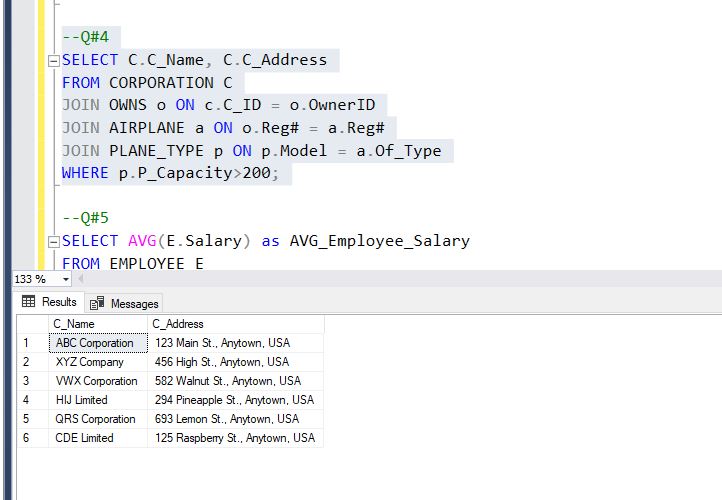 --Q#4
SELECT C.C_Name, C.C_Address
FROM CORPORATION C
JOIN OWNS o ON c.C_ID = o.OwnerID
JOIN AIRPLANE a ON o.Reg# = a.Reg#
JOIN PLANE_TYPE p ON p.Model = a.Of_Type
WHERE p.P_Capacity>200;
--Q#5
SELECT AVG(E.Salary) as AVG_Employee_Salary
FROM EMPLOYEE E
133 %
Results Messages
C_Name C_Address
1 ABC Corporation 123 Main St., Anytown, USA
2 XYZ Company 456 High St., Anytown, USA
3 VWX Corporation 582 Walnut St., Anytown, USA
4 HIJ Limited 294 Pineapple St., Anytown, USA
5 QRS Corporation 693 Lemon St., Anytown, USA
6 CDE Limited 125 Raspberry St., Anytown, USA